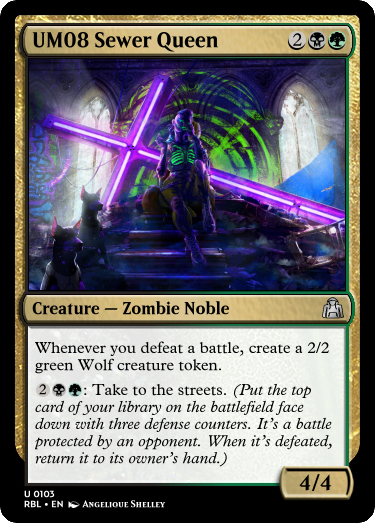 UM08 Sewer Queen 2
Creature — Zombie Noble
Whenever you defeat a battle, create a 2/2
green Wolf creature token.
2: Take to the streets. (Put the top
card of your library on the battlefield face
down with three defense counters. It's a battle
protected by an opponent. When it's defeated,
return it to its owner's hand.)
4/4
U 0103
RBL • EN Angelique Shelley